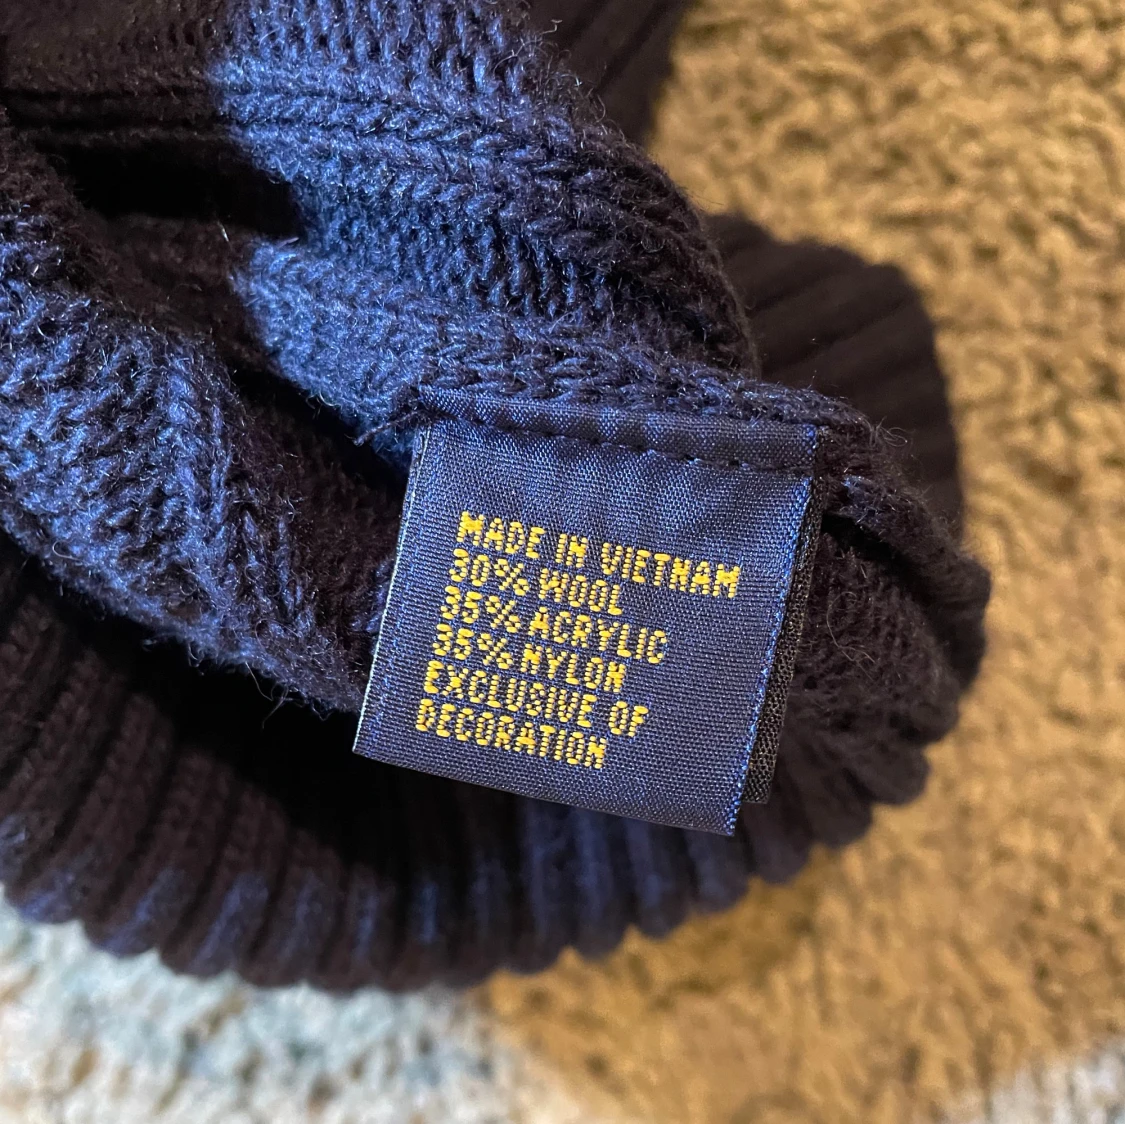 MADE IN VIETNAM
30% WOOL
35% ACRYLIC
35% NYLON
EXCLUSIVE OF
DECORATION